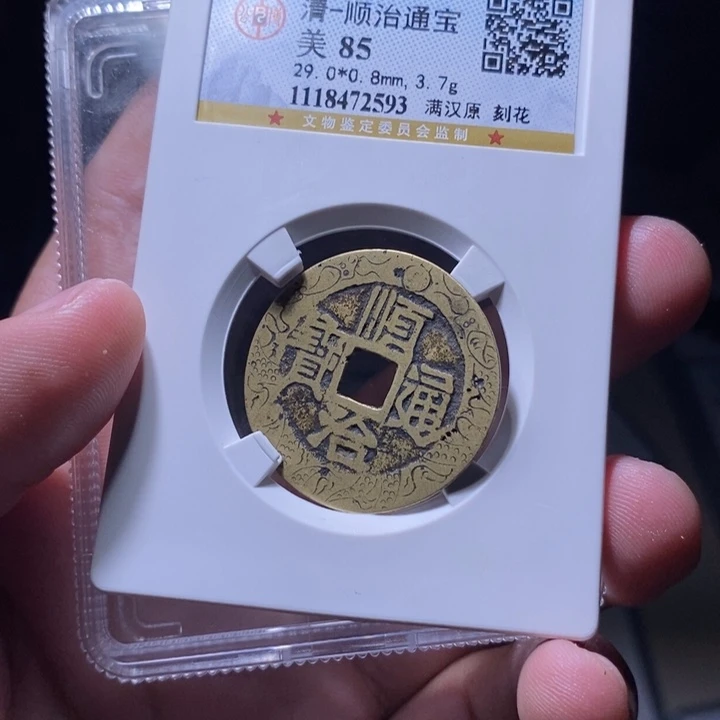 清-顺治通宝
美 85
29.0*0.8mm, 3.7g
1118472593 满汉原 刻花
★ 文物鉴定委员会监制 ★
順
寶 通
治